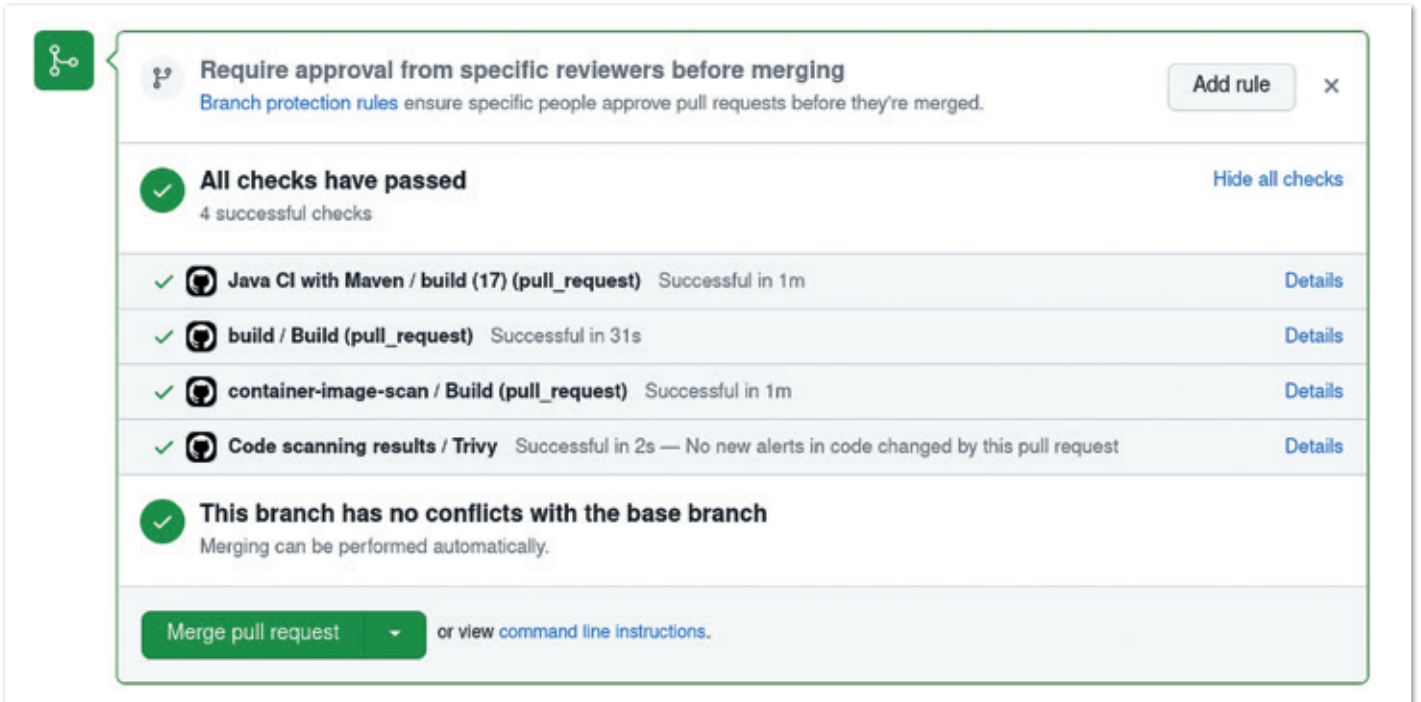 Require approval from specific reviewers before merging
Branch protection rules ensure specific people approve pull requests before they're merged.
Add rule
All checks have passed
Hide all checks
4 successful checks
Java CI with Maven / build (17) (pull_request) Successful in 1m Details
build / Build (pull_request) Successful in 31s Details
container-image-scan / Build (pull_request) Successful in 1m Details
Code scanning results / Trivy Successful in 2s — No new alerts in code changed by this pull request Details
This branch has no conflicts with the base branch
Merging can be performed automatically.
Merge pull request or view command line instructions.